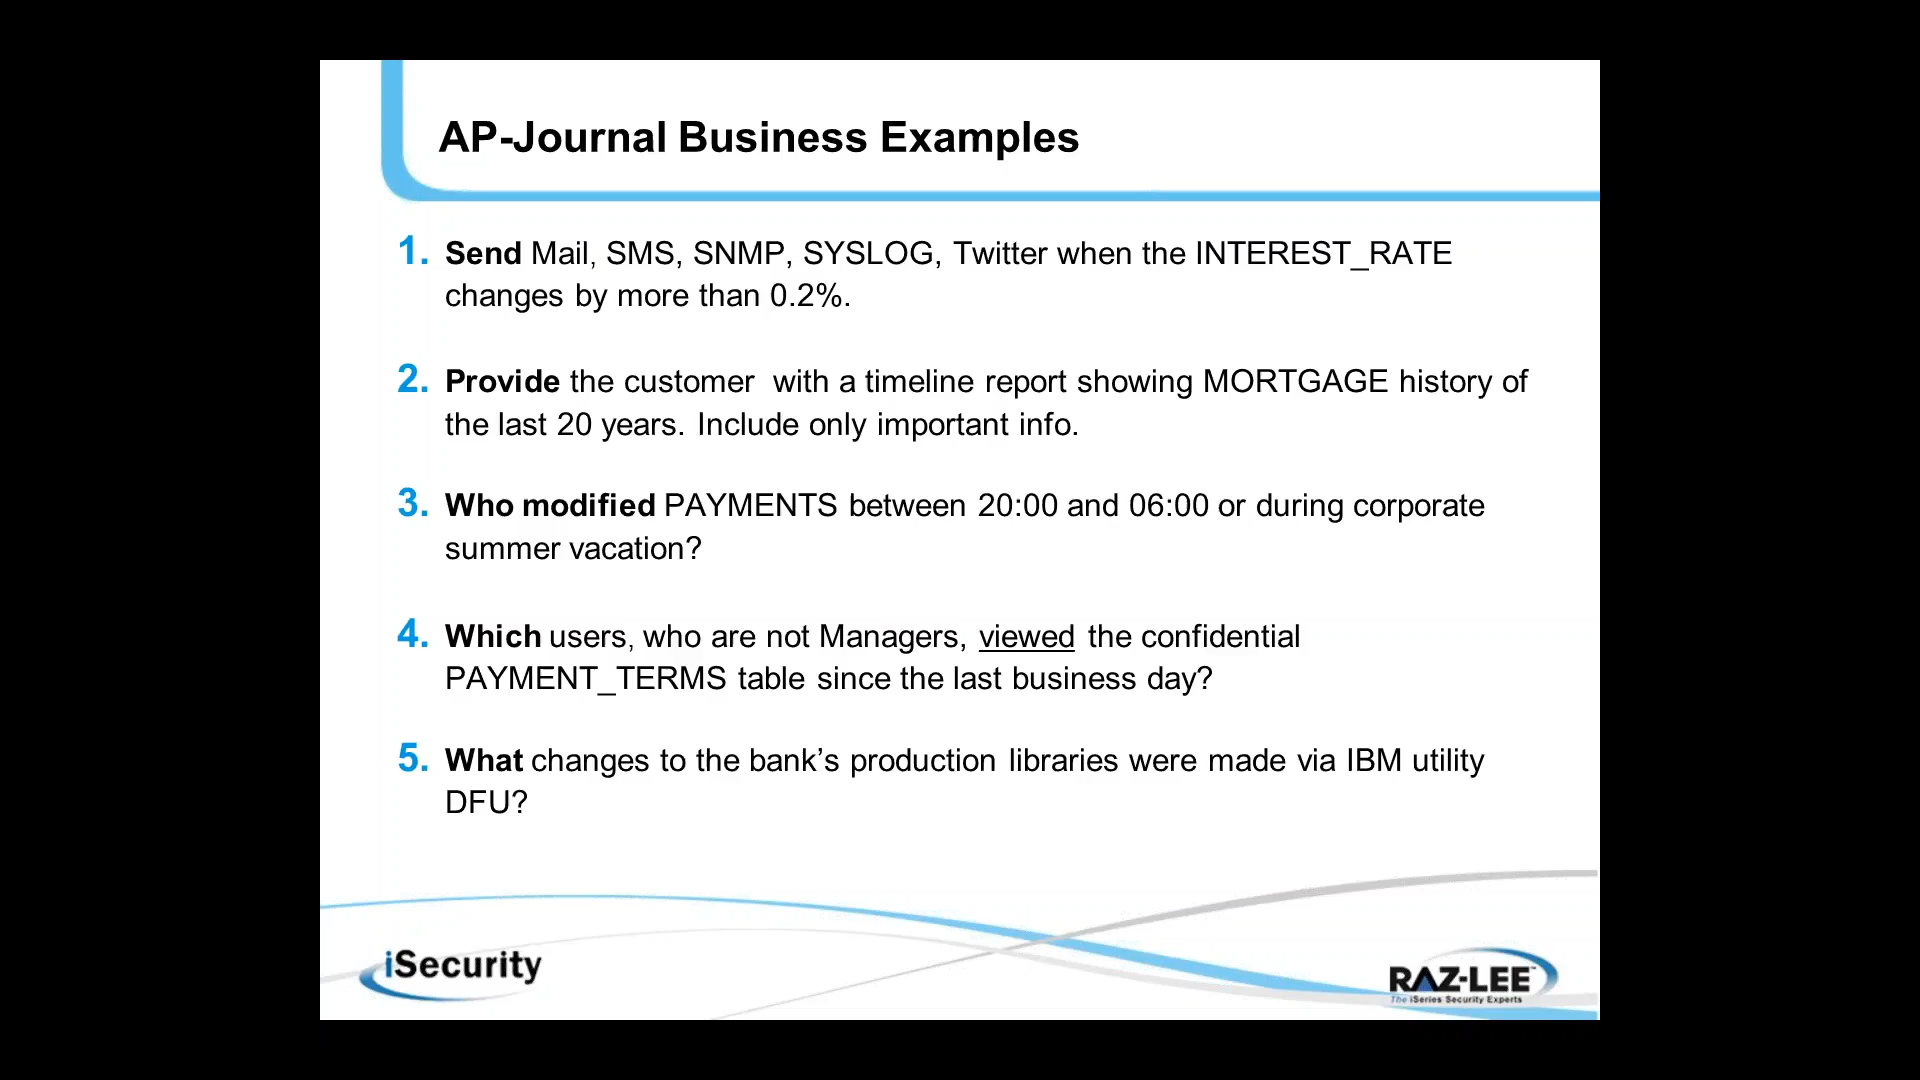 AP-Journal Business Examples
1. Send Mail, SMS, SNMP, SYSLOG, Twitter when the INTEREST_RATE
changes by more than 0.2%.
2. Provide the customer  with a timeline report showing MORTGAGE history of
the last 20 years. Include only important info.
3. Who modified PAYMENTS between 20:00 and 06:00 or during corporate
summer vacation?
4. Which users, who are not Managers, viewed the confidential
PAYMENT_TERMS table since the last business day?
5. What changes to the bank’s production libraries were made via IBM utility
DFU?
iSecurity
RAZ-LEE™
The iSeries Security Experts